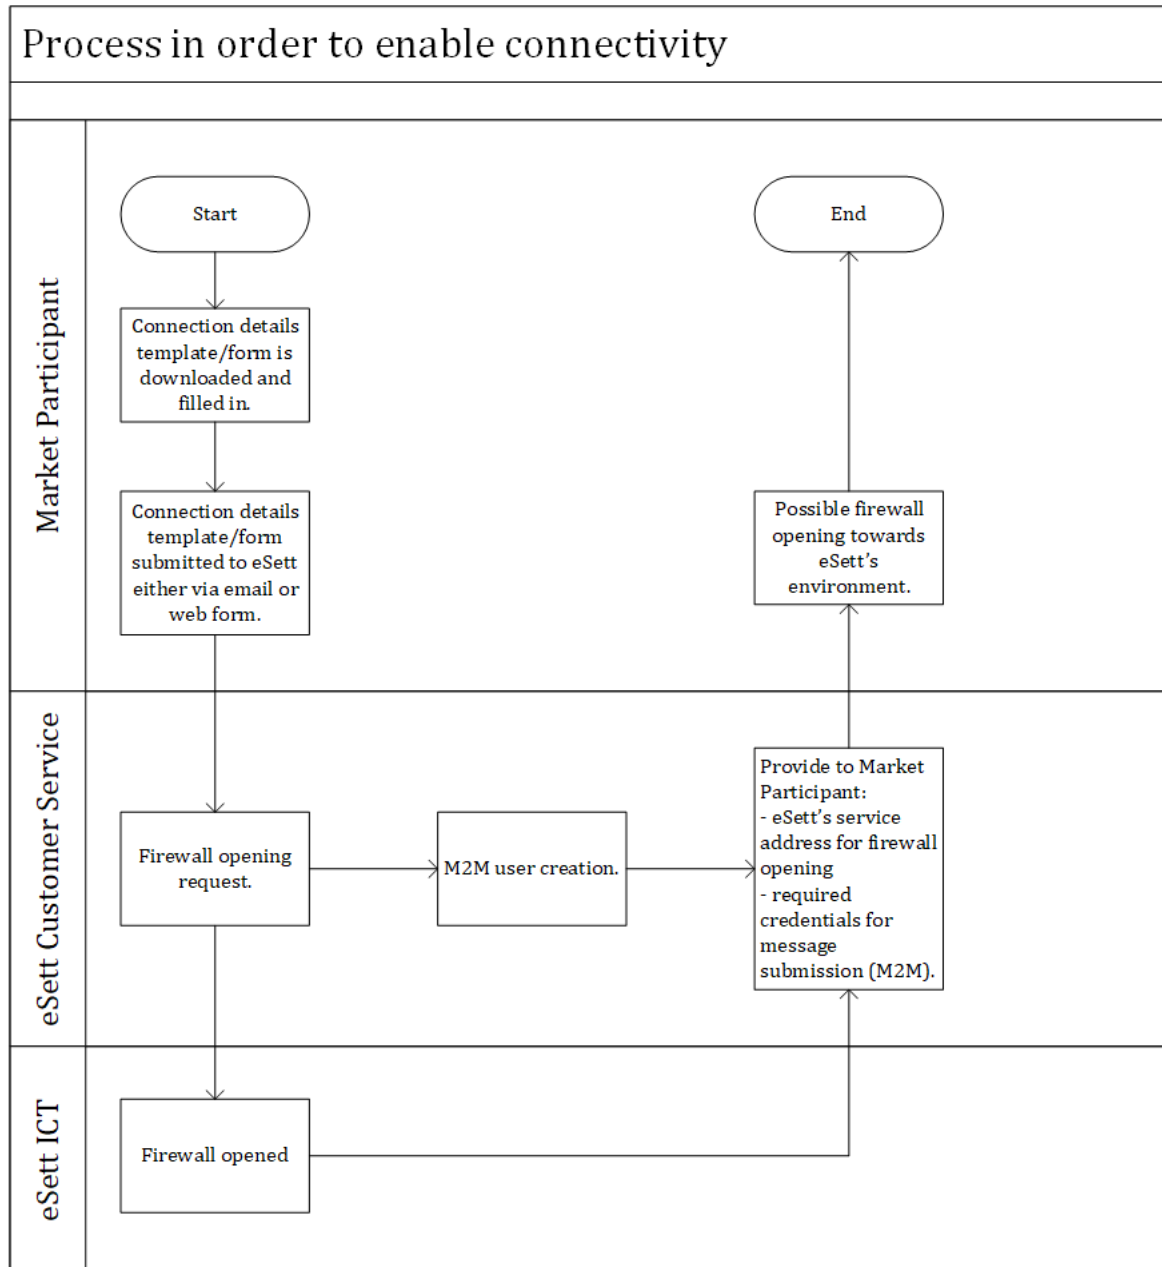 Process in order to enable connectivity
Market Participant
Start
End
Connection details
template/form is
downloaded and
filled in.
Connection details
template/form
submitted to eSett
either via email or
web form.
Possible firewall
opening towards
eSett's
environment.
eSett Customer Service
Firewall opening
request.
M2M user creation.
Provide to Market
Participant:
- eSett's service
address for firewall
opening
- required
credentials for
message
submission (M2M).
eSett ICT
Firewall opened